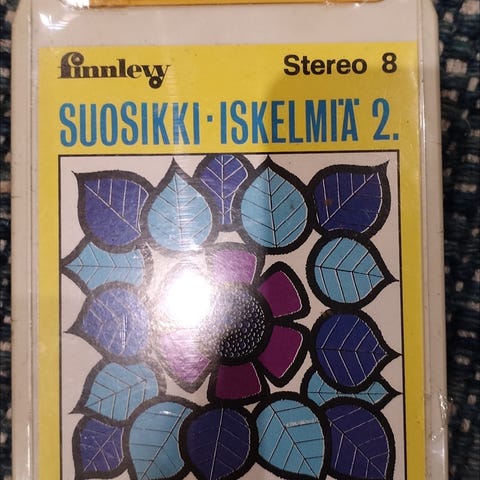 finnlevy
Stereo 8
SUOSIKKI·ISKELMIÄ 2.